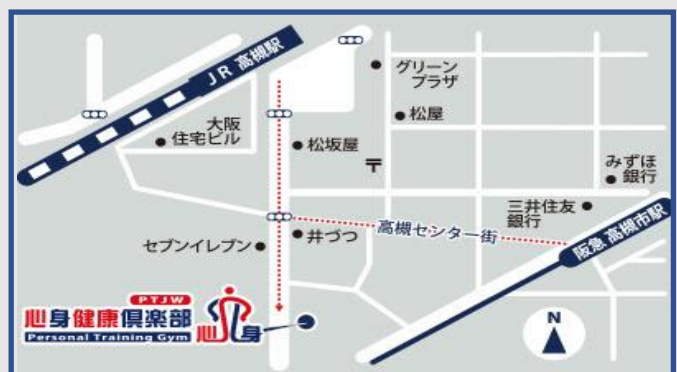 JR 高槻駅
グリーン
プラザ
松屋
大阪
住宅ビル
松坂屋
〒
みずほ
銀行
三井住友
銀行
阪急 高槻市駅
高槻センター街
セブンイレブン
井づつ
PTJW
心身健康倶楽部
Personal Training Gym
心身
N